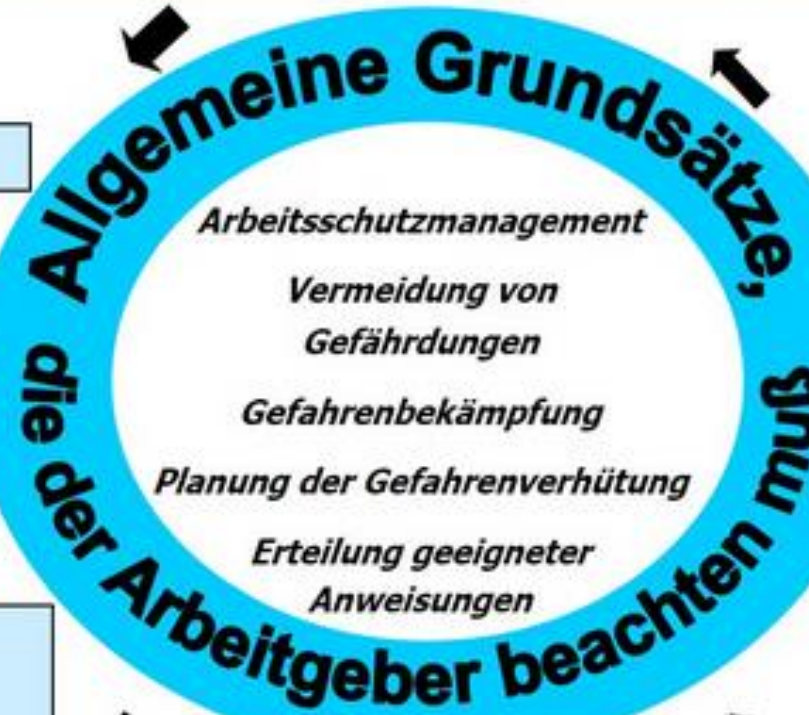 Allgemeine Grundsätze,
die der Arbeitgeber beachten muß
Arbeitsschutzmanagement
Vermeidung von
Gefährdungen
Gefahrenbekämpfung
Planung der Gefahrenverhütung
Erteilung geeigneter
Anweisungen